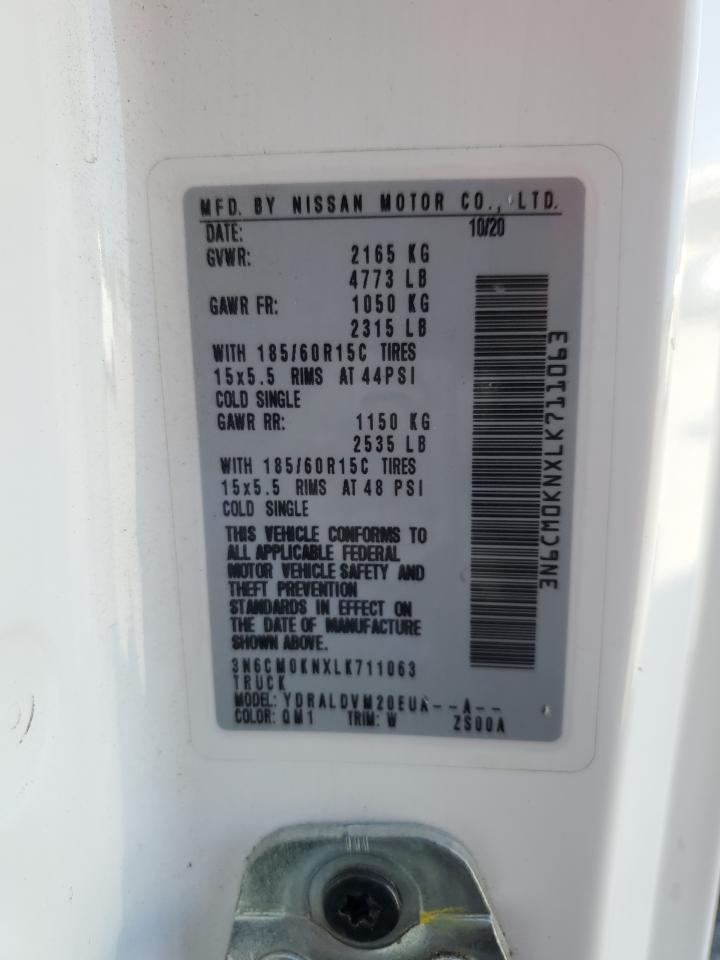 MFD. BY NISSAN MOTOR CO., LTD.
DATE: 10/20
GVWR: 2165 KG
4773 LB
GAWR FR: 1050 KG
2315 LB
WITH 185/60R15C TIRES
15x5.5 RIMS AT 44PSI
COLD SINGLE
GAWR RR: 1150 KG
2535 LB
WITH 185/60R15C TIRES
15x5.5 RIMS AT 48 PSI
COLD SINGLE
THIS VEHICLE CONFORMS TO
ALL APPLICABLE FEDERAL
MOTOR VEHICLE SAFETY AND
THEFT PREVENTION
STANDARDS IN EFFECT ON
THE DATE OF MANUFACTURE
SHOWN ABOVE.
3N6CM0KNXLK711063
TRUCK
MODEL: YDRALDVM20EUA--A--
COLOR: QM1 TRIM: W ZS00A
3N6CM0KNXLK711063